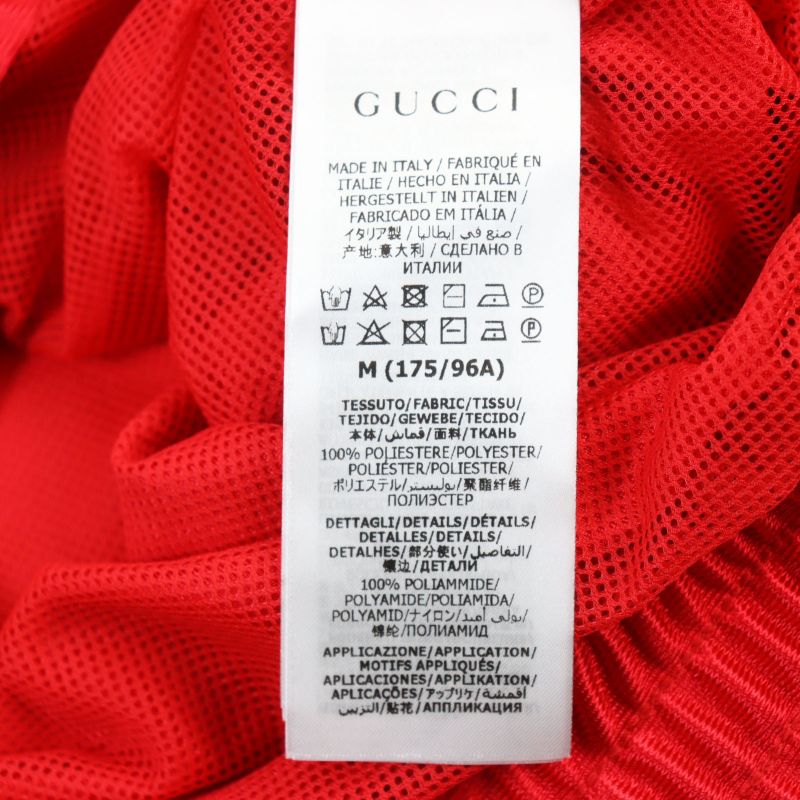 GUCCI
MADE IN ITALY / FABRIQUÉ EN
ITALIE / HECHO EN ITALIA /
HERGESTELLT IN ITALIEN /
FABRICADO EM ITÁLIA /
イタリア製 / صنع في إيطاليا /
产地:意大利 / СДЕЛАНО В
ИТАЛИИ
M (175/96A)
TESSUTO/FABRIC/TISSU/
TEJIDO/GEWEBE/TECIDO/
本体/قماش/面料/ТКАНЬ
100% POLIESTERE/POLYESTER/
POLIÉSTER/POLIESTER/
ポリエステル/بوليستر/聚酯纤维/
ПОЛИЭСТЕР
DETTAGLI/DETAILS/DÉTAILS/
DETALLES/DETAILS/
DETALHES/部分使い/التفاصيل/
镶边/ДЕТАЛИ
100% POLIAMMIDE/
POLYAMIDE/POLIAMIDA/
POLYAMID/ナイロン/بولي أميد/
锦纶/ПОЛИАМИД
APPLICAZIONE/APPLICATION/
MOTIFS APPLIQUÉS/
APLICACIONES/APPLIKATION/
APLICAÇÕES/アップリケ/أقمشة
التزيين/贴花/АППЛИКАЦИЯ